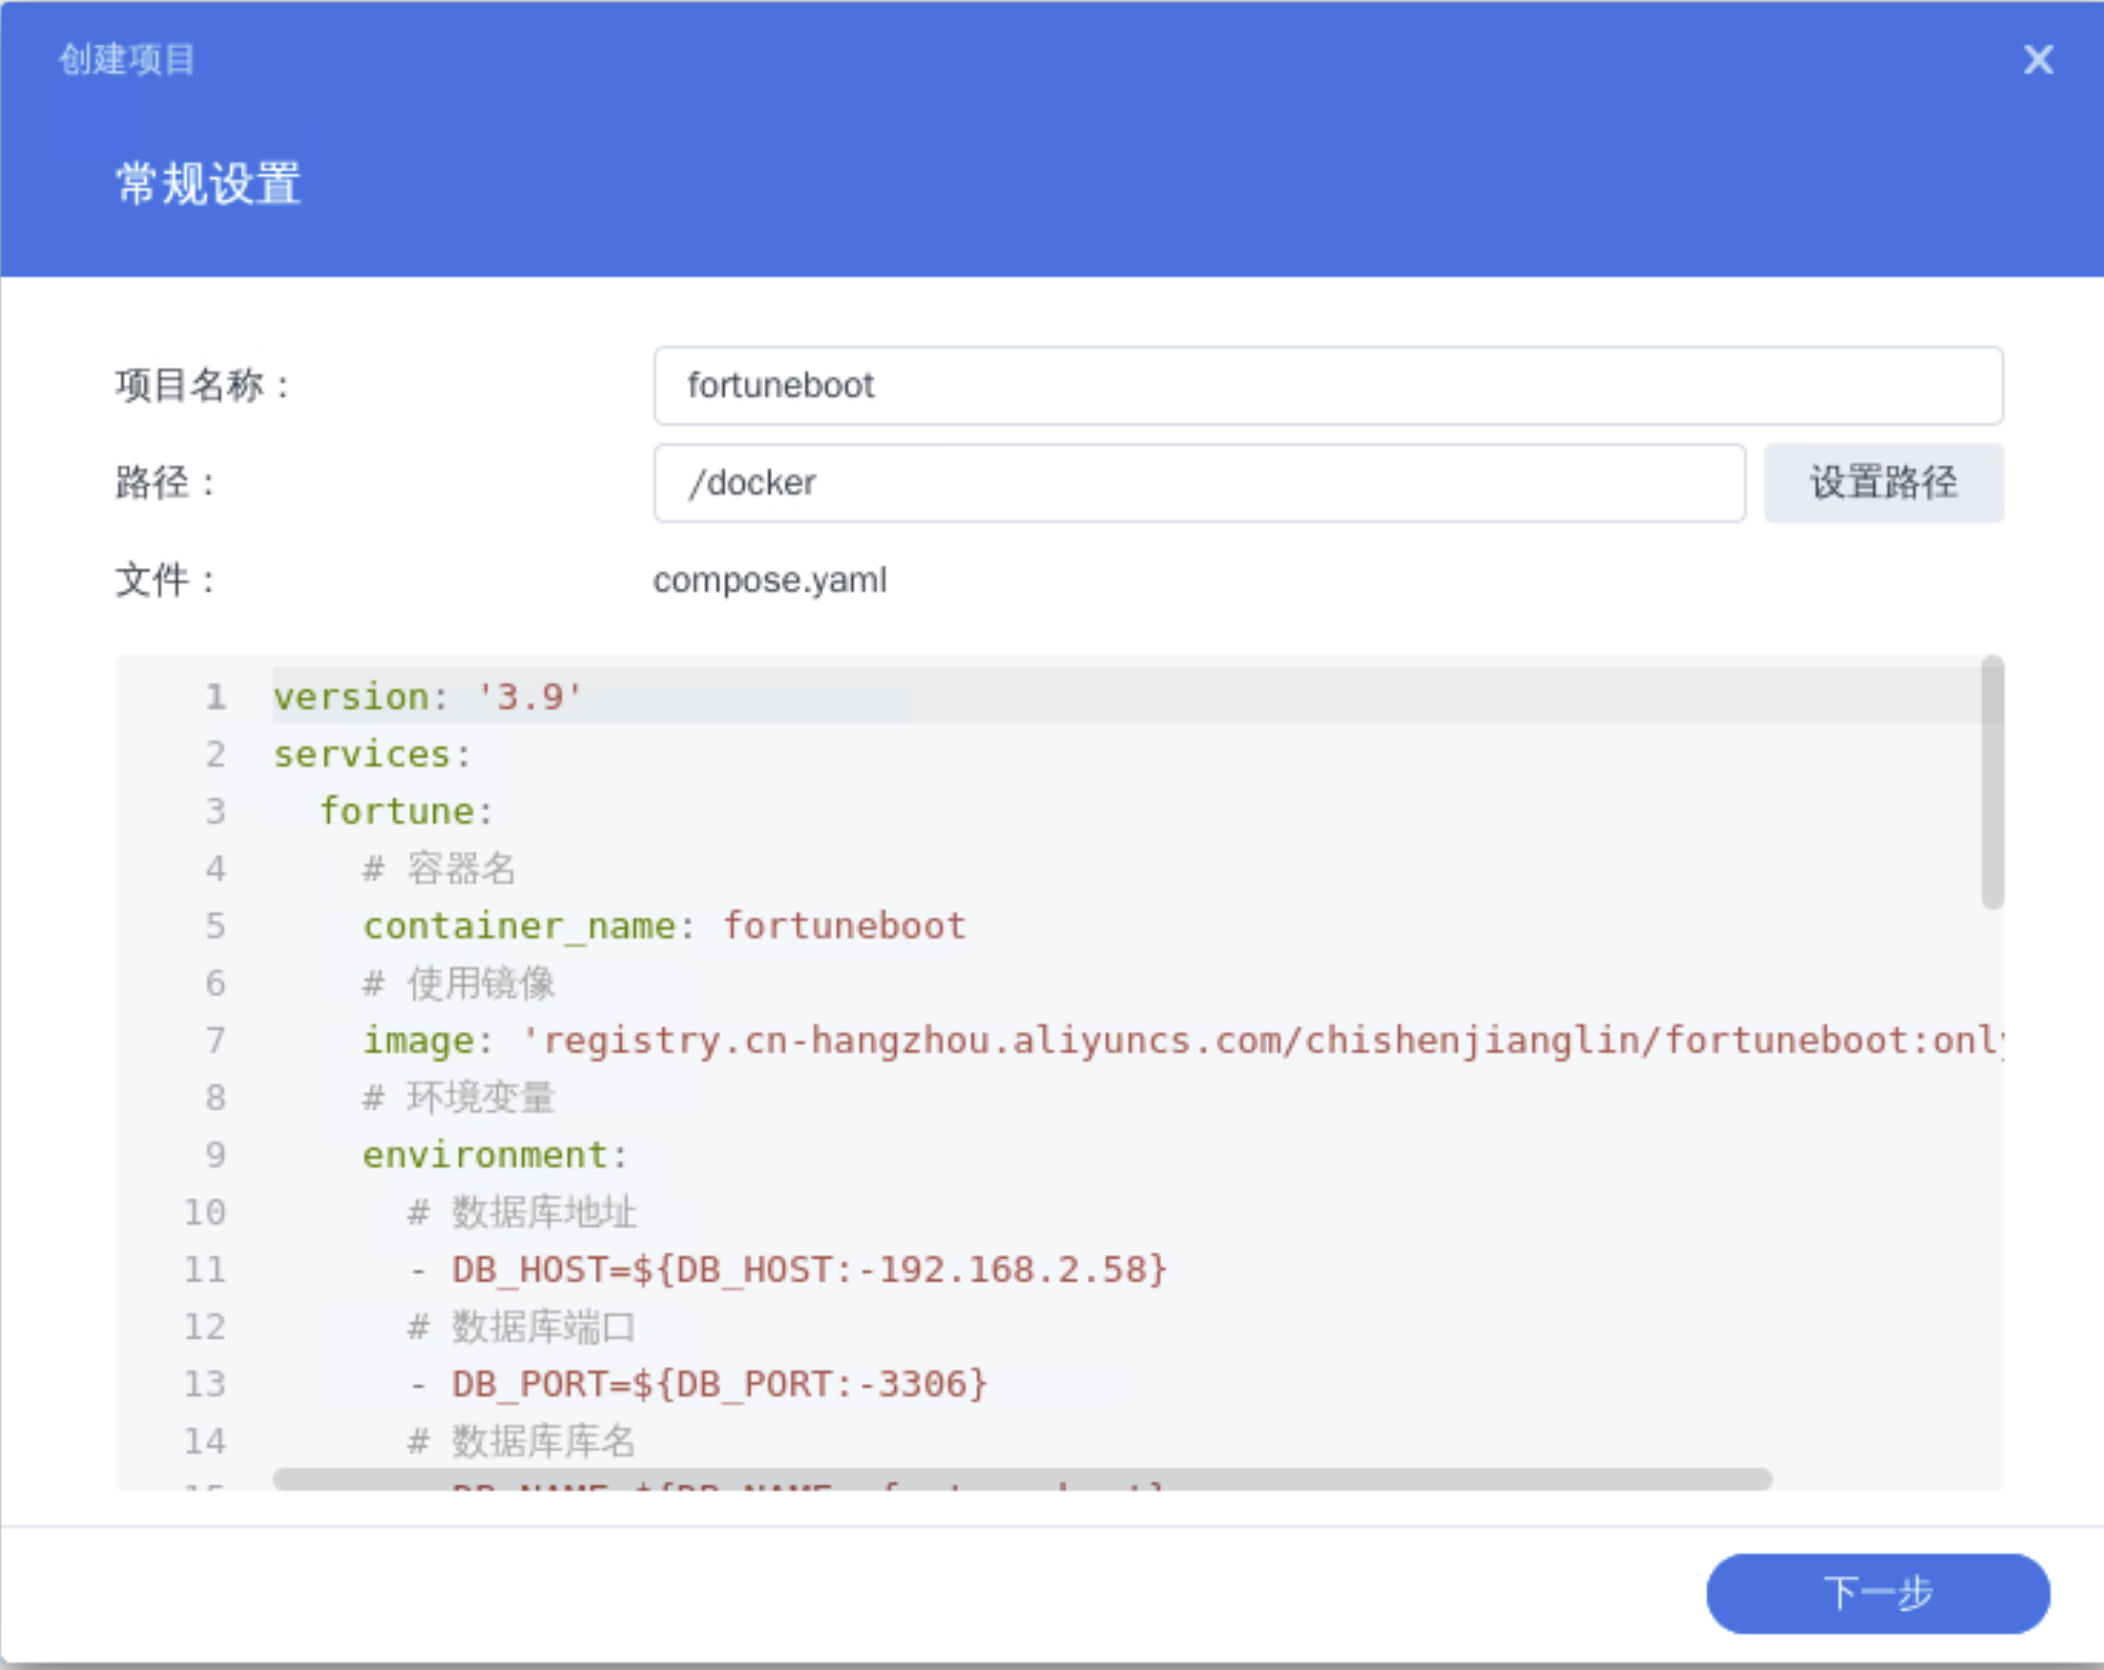 创建项目
常规设置
项目名称：
fortuneboot
路径：
/docker
设置路径
文件：
compose.yaml
1 version: '3.9'
2 services:
3   fortune:
4     # 容器名
5     container_name: fortuneboot
6     # 使用镜像
7     image: 'registry.cn-hangzhou.aliyuncs.com/chishenjianglin/fortuneboot:only
8     # 环境变量
9     environment:
10       # 数据库地址
11       - DB_HOST=${DB_HOST:-192.168.2.58}
12       # 数据库端口
13       - DB_PORT=${DB_PORT:-3306}
14       # 数据库库名
下一步